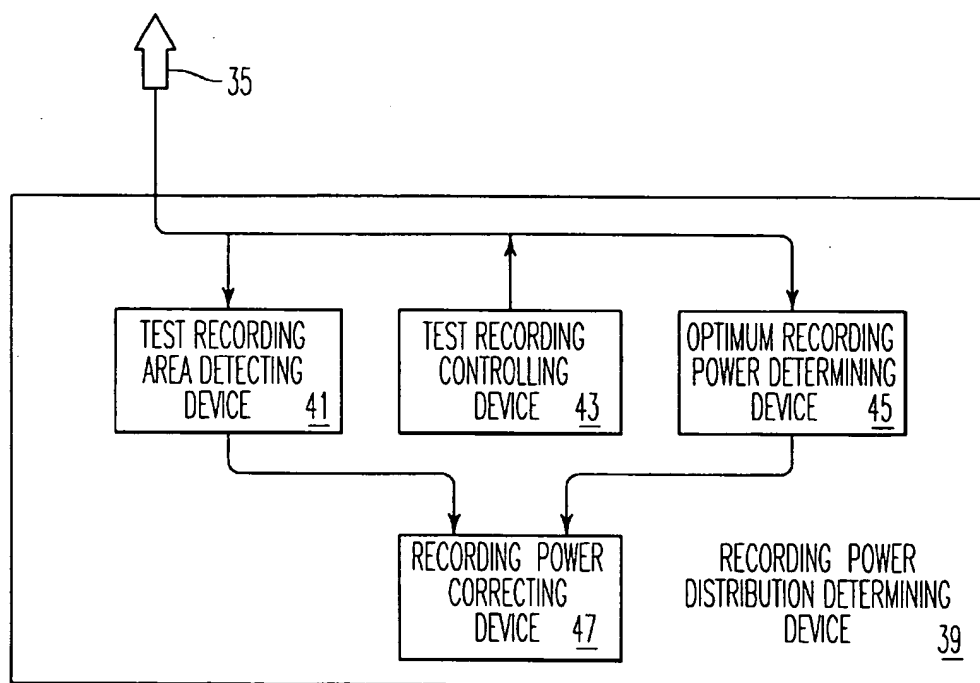 35
TEST RECORDING
AREA DETECTING
DEVICE 41
TEST RECORDING
CONTROLLING
DEVICE 43
OPTIMUM RECORDING
POWER DETERMINING
DEVICE 45
RECORDING POWER
CORRECTING
DEVICE 47
RECORDING POWER
DISTRIBUTION DETERMINING
DEVICE 39